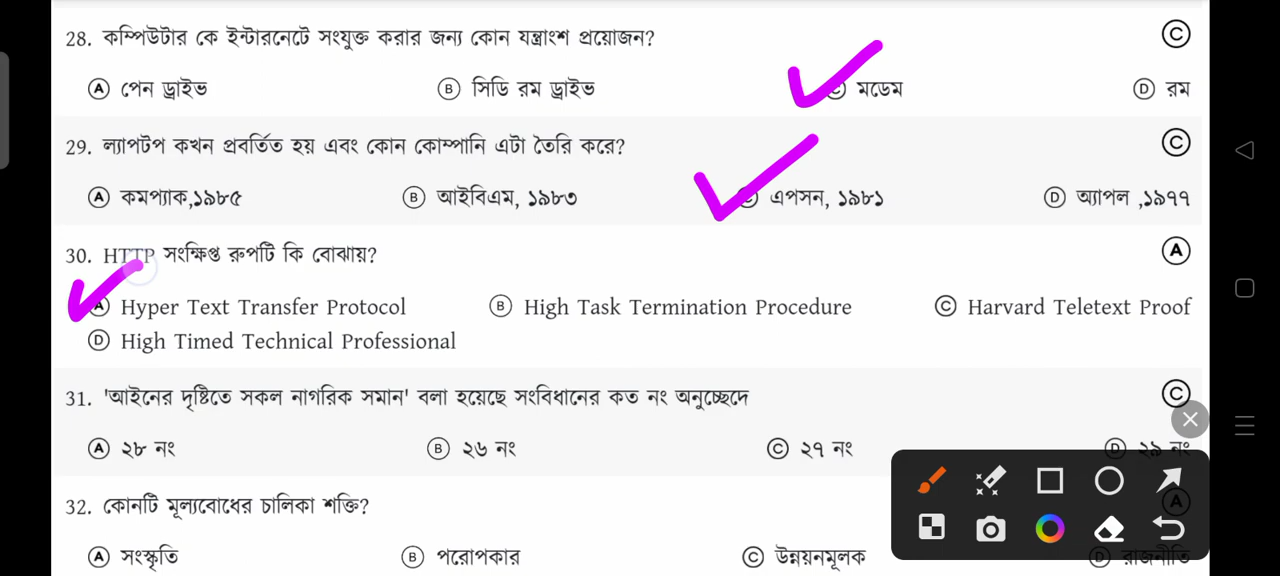 28. কম্পিউটার কে ইন্টারনেটে সংযুক্ত করার জন্য কোন যন্ত্রাংশ প্রয়োজন? C
A পেন ড্রাইভ B সিডি রম ড্রাইভ C মডেম D রম
29. ল্যাপটপ কখন প্রবর্তিত হয় এবং কোন কোম্পানি এটা তৈরি করে? C
A কমপ্যাক,১৯৮৫ B আইবিএম, ১৯৮৩ C এপসন, ১৯৮১ D অ্যাপল ,১৯৭৭
30. HTTP সংক্ষিপ্ত রুপটি কি বোঝায়? A
A Hyper Text Transfer Protocol B High Task Termination Procedure C Harvard Teletext Proof
D High Timed Technical Professional
31. 'আইনের দৃষ্টিতে সকল নাগরিক সমান' বলা হয়েছে সংবিধানের কত নং অনুচ্ছেদে C
A ২৮ নং B ২৬ নং C ২৭ নং D ২৯ নং
32. কোনটি মূল্যবোধের চালিকা শক্তি? A
A সংস্কৃতি B পরোপকার C উন্নয়নমূলক D রাজনীতি